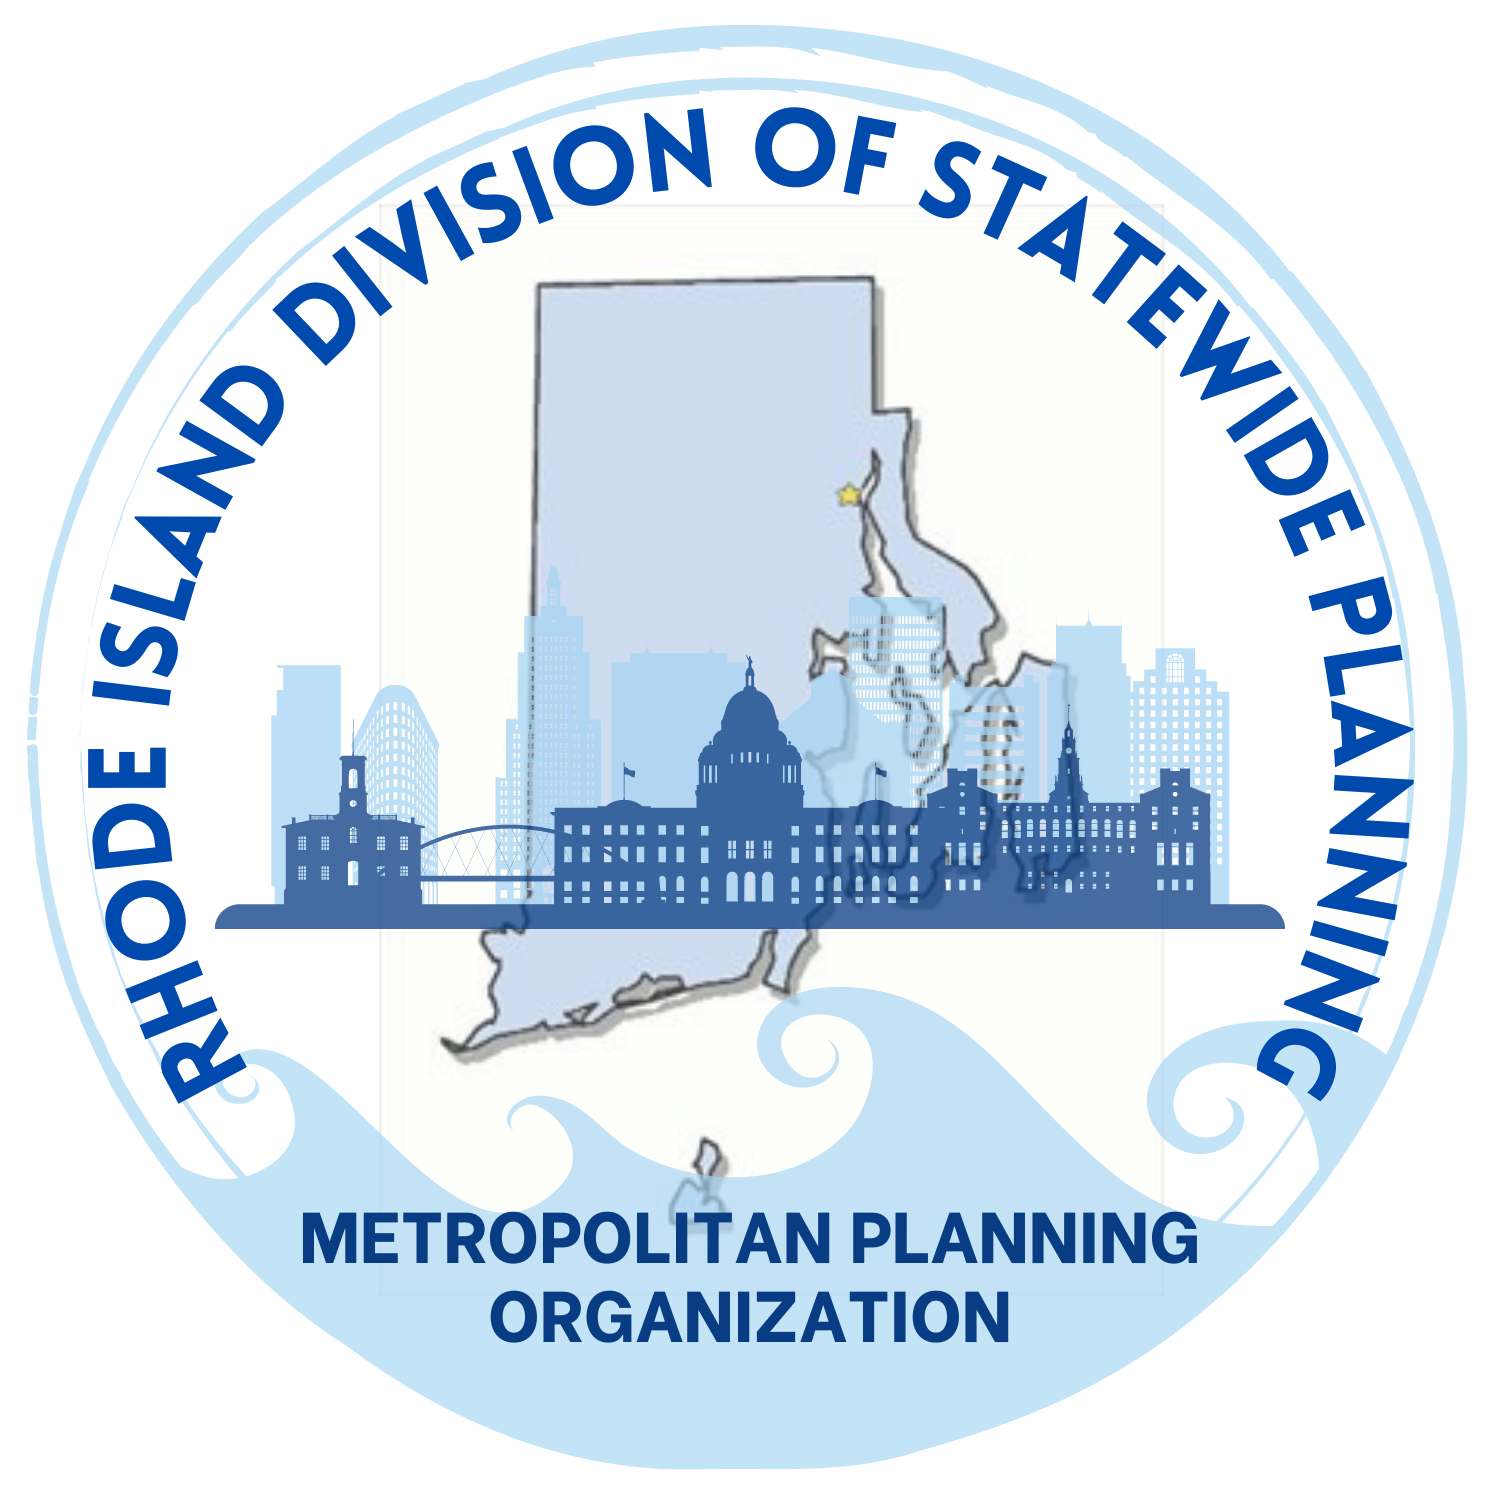 RHODE ISLAND DIVISION OF STATEWIDE PLANNING
METROPOLITAN PLANNING
ORGANIZATION